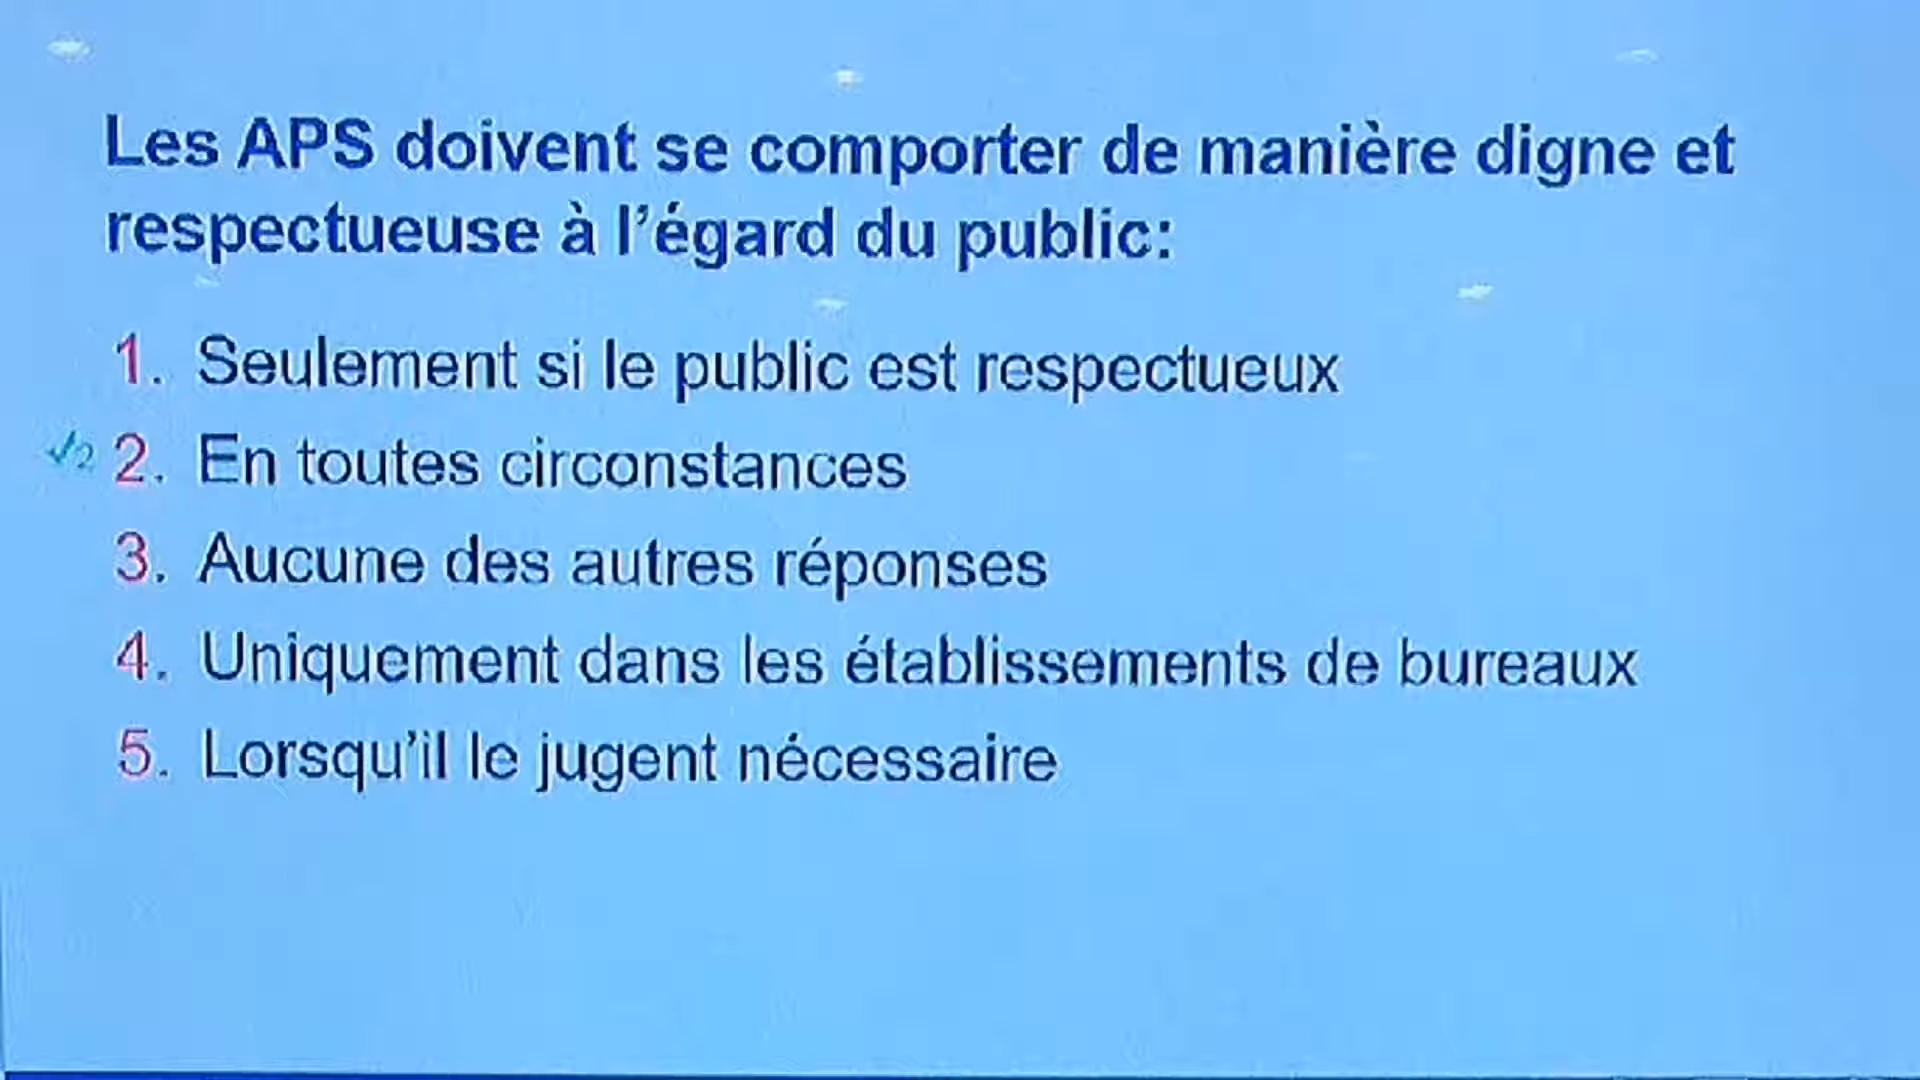 Les APS doivent se comporter de manière digne et
respectueuse à l'égard du public:
1. Seulement si le public est respectueux
2. En toutes circonstances
3. Aucune des autres réponses
4. Uniquement dans les établissements de bureaux
5. Lorsqu'il le jugent nécessaire